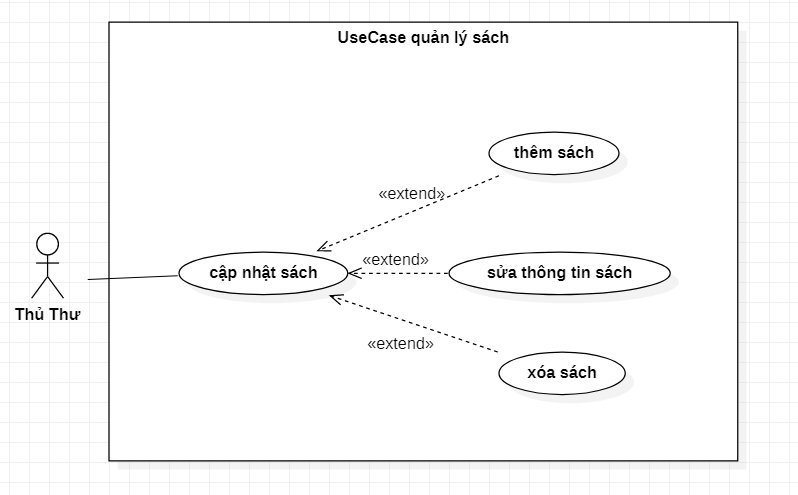 UseCase quản lý sách
thêm sách
«extend»
cập nhật sách
«extend»
sửa thông tin sách
Thủ Thư
«extend»
xóa sách